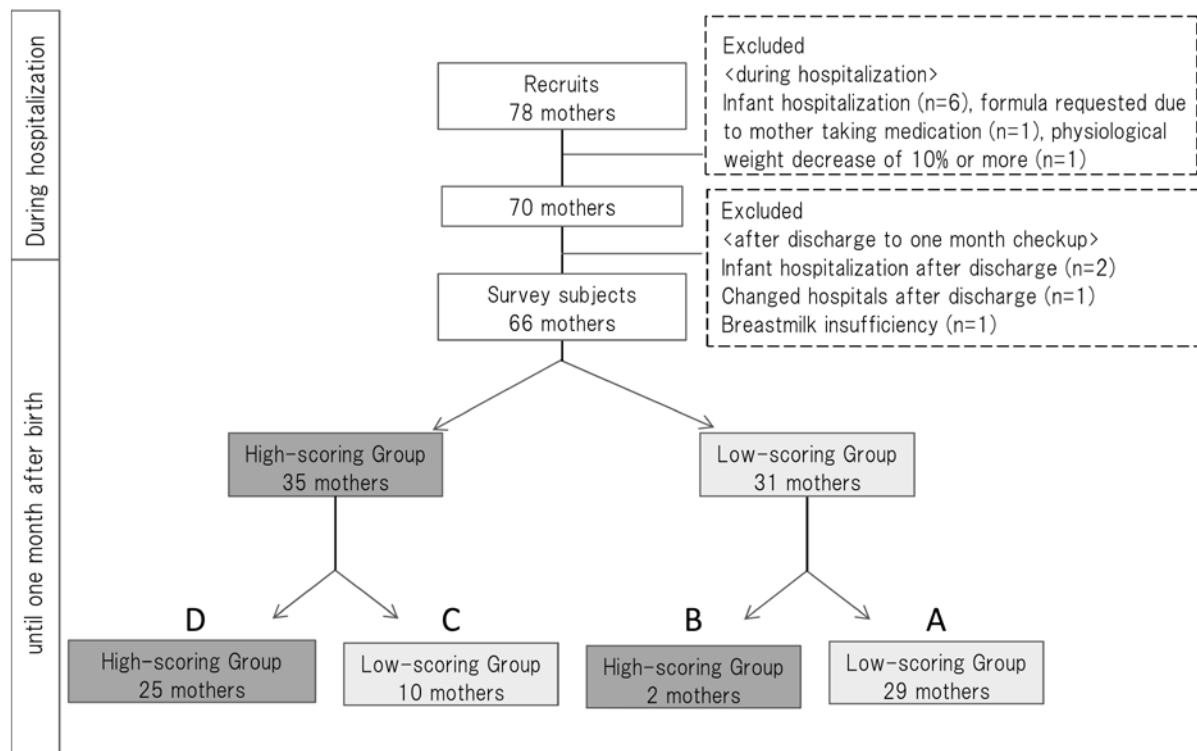 During hospitalization
Recruits
78 mothers
Excluded
<during hospitalization>
Infant hospitalization (n=6), formula requested due
to mother taking medication (n=1), physiological
weight decrease of 10% or more (n=1)
70 mothers
Excluded
<after discharge to one month checkup>
Infant hospitalization after discharge (n=2)
Changed hospitals after discharge (n=1)
Breastmilk insufficiency (n=1)
Survey subjects
66 mothers
until one month after birth
High-scoring Group
35 mothers
Low-scoring Group
31 mothers
D
High-scoring Group
25 mothers
C
Low-scoring Group
10 mothers
B
High-scoring Group
2 mothers
A
Low-scoring Group
29 mothers